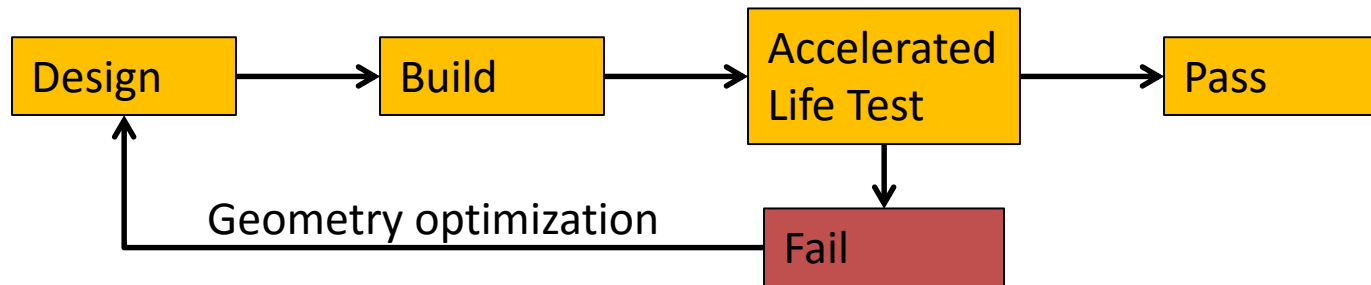 Design
Build
Accelerated
Life Test
Pass
Geometry optimization
Fail